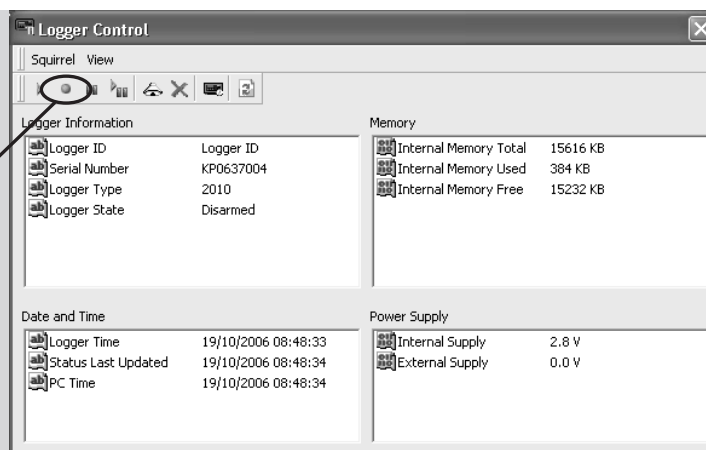 Logger Control
Squirrel View
Logger Information
Logger ID Logger ID
Serial Number KP0637004
Logger Type 2010
Logger State Disarmed
Memory
Internal Memory Total 15616 KB
Internal Memory Used 384 KB
Internal Memory Free 15232 KB
Date and Time
Logger Time 19/10/2006 08:48:33
Status Last Updated 19/10/2006 08:48:34
PC Time 19/10/2006 08:48:34
Power Supply
Internal Supply 2.8 V
External Supply 0.0 V